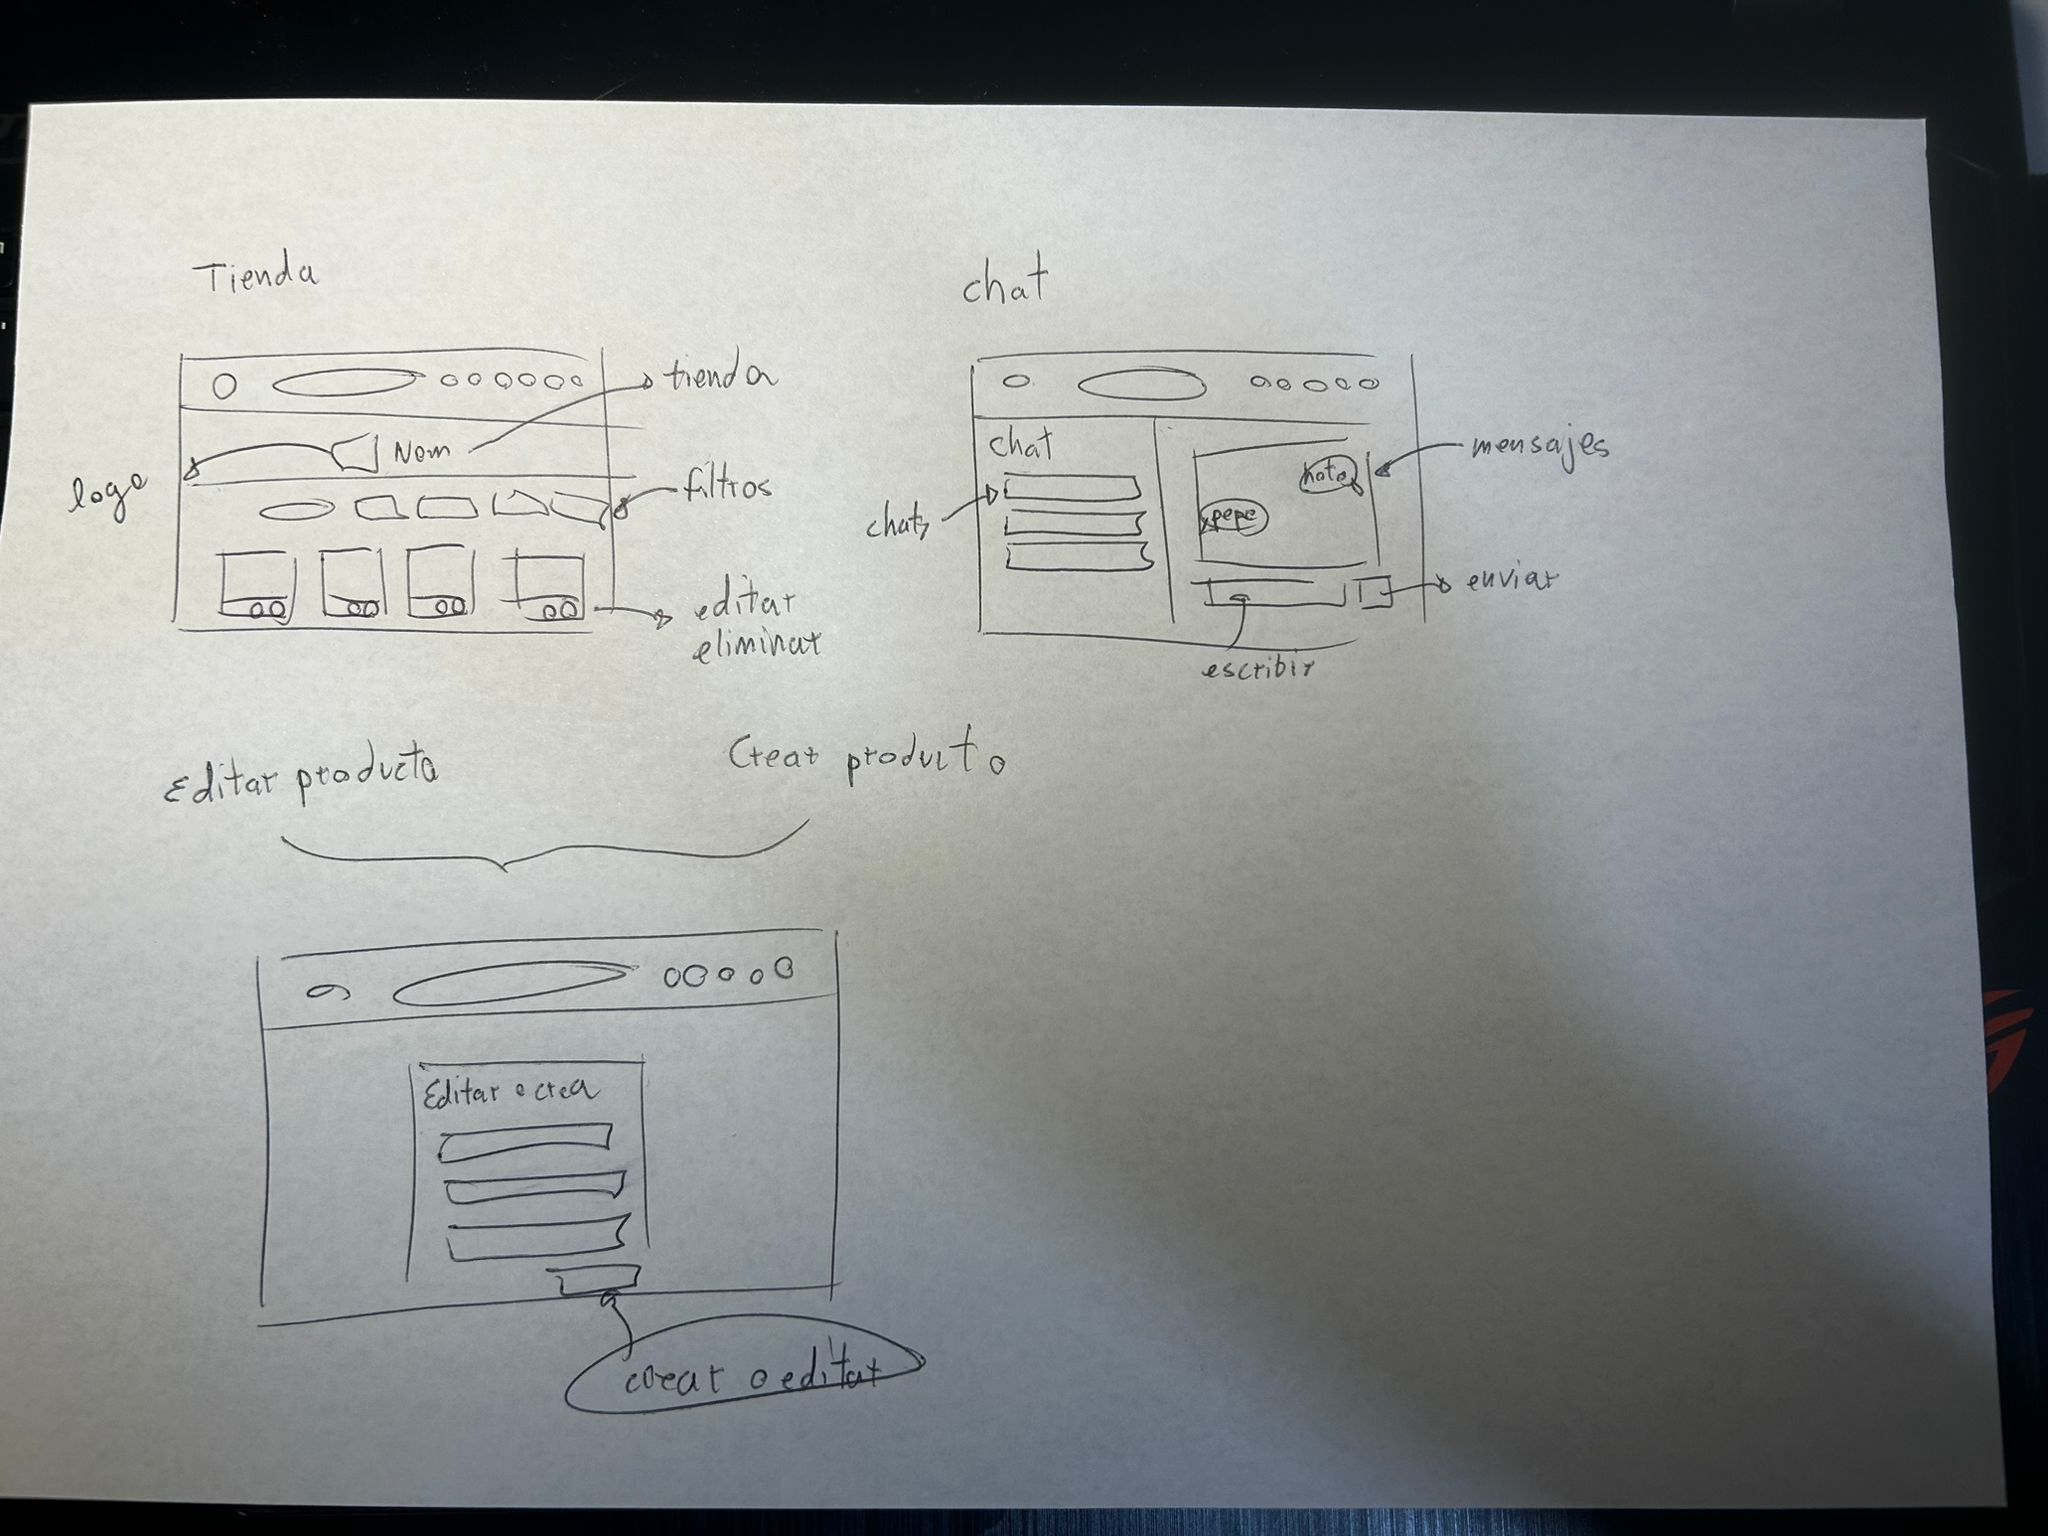 Tienda
chat
tienda
Nom
logo
filtros
editar
eliminar
chat
mensajes
chats
pepe
enviar
escribir
Editar producto
Crear producto
Editar o crea
crear o editar